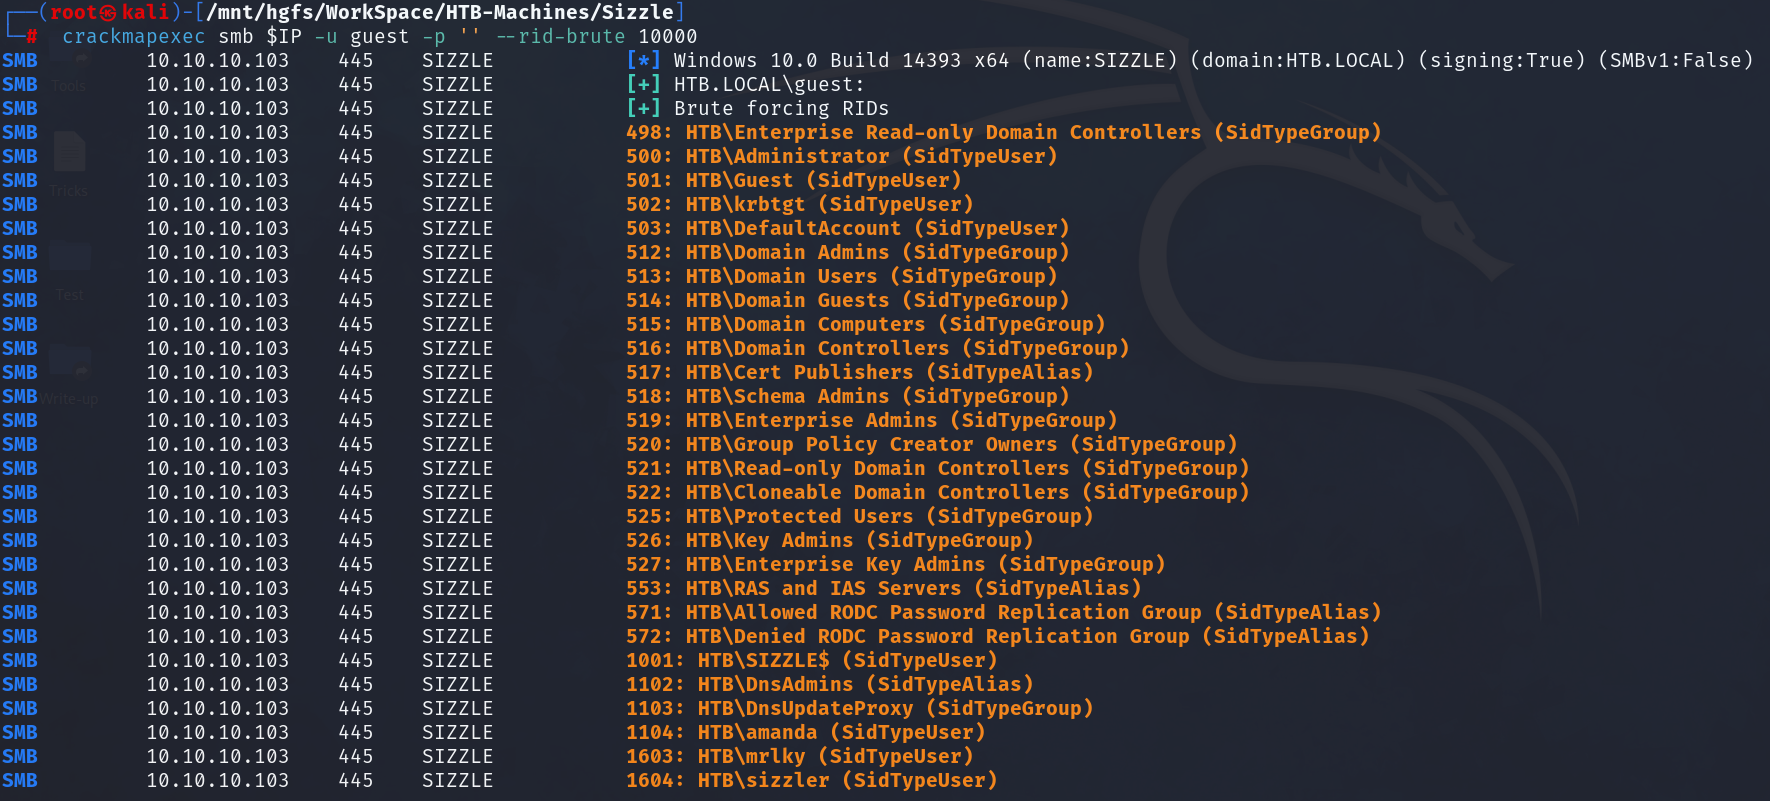 ┌──(root㉿kali)-[/mnt/hgfs/WorkSpace/HTB-Machines/Sizzle]
└─# crackmapexec smb $IP -u guest -p '' --rid-brute 10000
SMB 10.10.10.103 445 SIZZLE [*] Windows 10.0 Build 14393 x64 (name:SIZZLE) (domain:HTB.LOCAL) (signing:True) (SMBv1:False)
SMB 10.10.10.103 445 SIZZLE [+] HTB.LOCAL\guest:
Tools
SMB 10.10.10.103 445 SIZZLE [+] Brute forcing RIDs
SMB 10.10.10.103 445 SIZZLE 498: HTB\Enterprise Read-only Domain Controllers (SidTypeGroup)
SMB 10.10.10.103 445 SIZZLE 500: HTB\Administrator (SidTypeUser)
SMB 10.10.10.103 445 SIZZLE 501: HTB\Guest (SidTypeUser)
Tricks
SMB 10.10.10.103 445 SIZZLE 502: HTB\krbtgt (SidTypeUser)
SMB 10.10.10.103 445 SIZZLE 503: HTB\DefaultAccount (SidTypeUser)
SMB 10.10.10.103 445 SIZZLE 512: HTB\Domain Admins (SidTypeGroup)
SMB 10.10.10.103 445 SIZZLE 513: HTB\Domain Users (SidTypeGroup)
Test
SMB 10.10.10.103 445 SIZZLE 514: HTB\Domain Guests (SidTypeGroup)
SMB 10.10.10.103 445 SIZZLE 515: HTB\Domain Computers (SidTypeGroup)
SMB 10.10.10.103 445 SIZZLE 516: HTB\Domain Controllers (SidTypeGroup)
SMB 10.10.10.103 445 SIZZLE 517: HTB\Cert Publishers (SidTypeAlias)
SMB 10.10.10.103 445 SIZZLE 518: HTB\Schema Admins (SidTypeGroup)
Write-up
SMB 10.10.10.103 445 SIZZLE 519: HTB\Enterprise Admins (SidTypeGroup)
SMB 10.10.10.103 445 SIZZLE 520: HTB\Group Policy Creator Owners (SidTypeGroup)
SMB 10.10.10.103 445 SIZZLE 521: HTB\Read-only Domain Controllers (SidTypeGroup)
SMB 10.10.10.103 445 SIZZLE 522: HTB\Cloneable Domain Controllers (SidTypeGroup)
SMB 10.10.10.103 445 SIZZLE 525: HTB\Protected Users (SidTypeGroup)
SMB 10.10.10.103 445 SIZZLE 526: HTB\Key Admins (SidTypeGroup)
SMB 10.10.10.103 445 SIZZLE 527: HTB\Enterprise Key Admins (SidTypeGroup)
SMB 10.10.10.103 445 SIZZLE 553: HTB\RAS and IAS Servers (SidTypeAlias)
SMB 10.10.10.103 445 SIZZLE 571: HTB\Allowed RODC Password Replication Group (SidTypeAlias)
SMB 10.10.10.103 445 SIZZLE 572: HTB\Denied RODC Password Replication Group (SidTypeAlias)
SMB 10.10.10.103 445 SIZZLE 1001: HTB\SIZZLE$ (SidTypeUser)
SMB 10.10.10.103 445 SIZZLE 1102: HTB\DnsAdmins (SidTypeAlias)
SMB 10.10.10.103 445 SIZZLE 1103: HTB\DnsUpdateProxy (SidTypeGroup)
SMB 10.10.10.103 445 SIZZLE 1104: HTB\amanda (SidTypeUser)
SMB 10.10.10.103 445 SIZZLE 1603: HTB\mrlky (SidTypeUser)
SMB 10.10.10.103 445 SIZZLE 1604: HTB\sizzler (SidTypeUser)